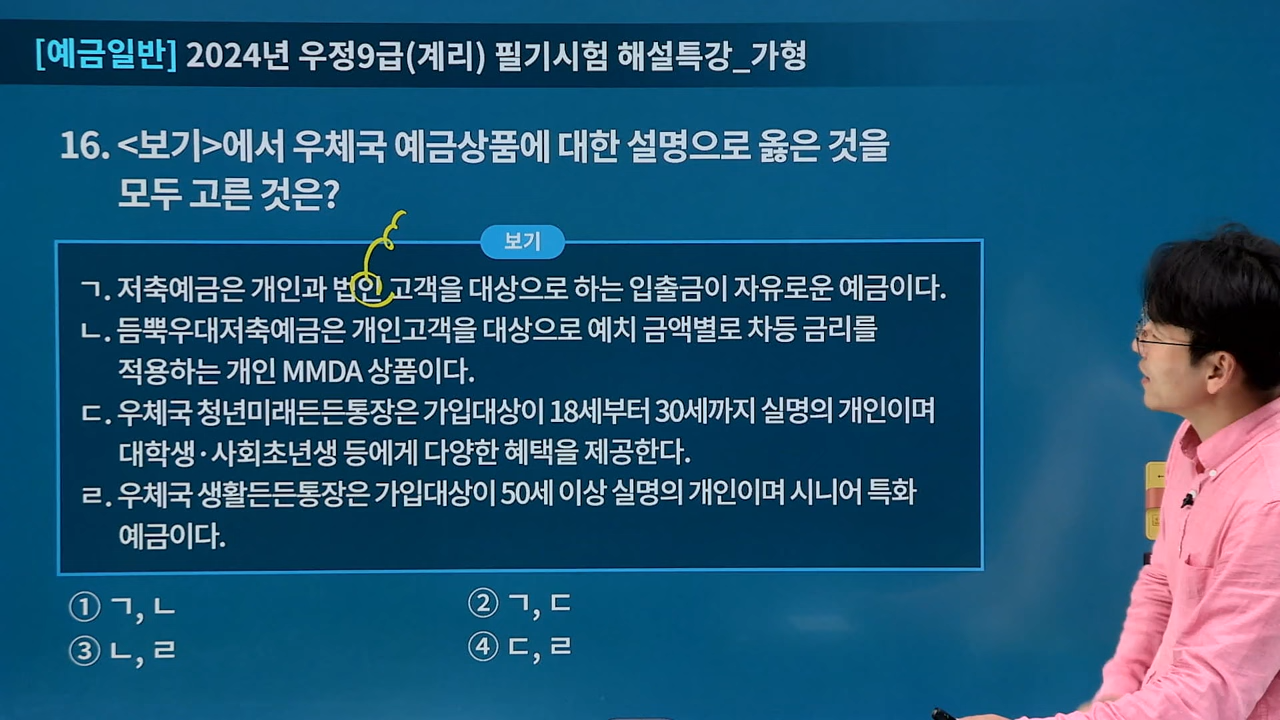 [예금일반] 2024년 우정9급(계리) 필기시험 해설특강_가형
16. <보기>에서 우체국 예금상품에 대한 설명으로 옳은 것을
모두 고른 것은?
보기
ㄱ. 저축예금은 개인과 법인 고객을 대상으로 하는 입출금이 자유로운 예금이다.
ㄴ. 듬뿍우대저축예금은 개인고객을 대상으로 예치 금액별로 차등 금리를
적용하는 개인 MMDA 상품이다.
ㄷ. 우체국 청년미래든든통장은 가입대상이 18세부터 30세까지 실명의 개인이며
대학생·사회초년생 등에게 다양한 혜택을 제공한다.
ㄹ. 우체국 생활든든통장은 가입대상이 50세 이상 실명의 개인이며 시니어 특화
예금이다.
① ㄱ, ㄴ
② ㄱ, ㄷ
③ ㄴ, ㄹ
④ ㄷ, ㄹ